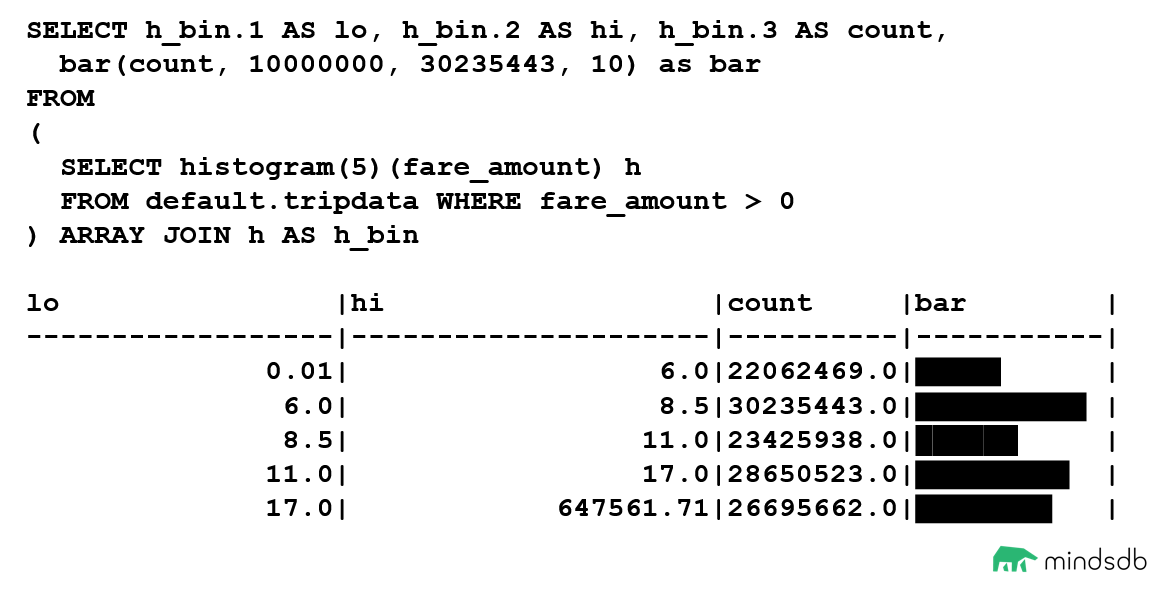 SELECT h_bin.1 AS lo, h_bin.2 AS hi, h_bin.3 AS count,
  bar(count, 10000000, 30235443, 10) as bar
FROM
(
  SELECT histogram(5)(fare_amount) h
  FROM default.tripdata WHERE fare_amount > 0
) ARRAY JOIN h AS h_bin
lo                  |hi                   |count     |bar        |
------------------|---------------------|----------|-----------|
              0.01|                  6.0|22062469.0|█████      |
               6.0|                  8.5|30235443.0|██████████ |
               8.5|                 11.0|23425938.0|██████     |
              11.0|                 17.0|28650523.0|█████████  |
              17.0|            647561.71|26695662.0|████████   |
mindsdb